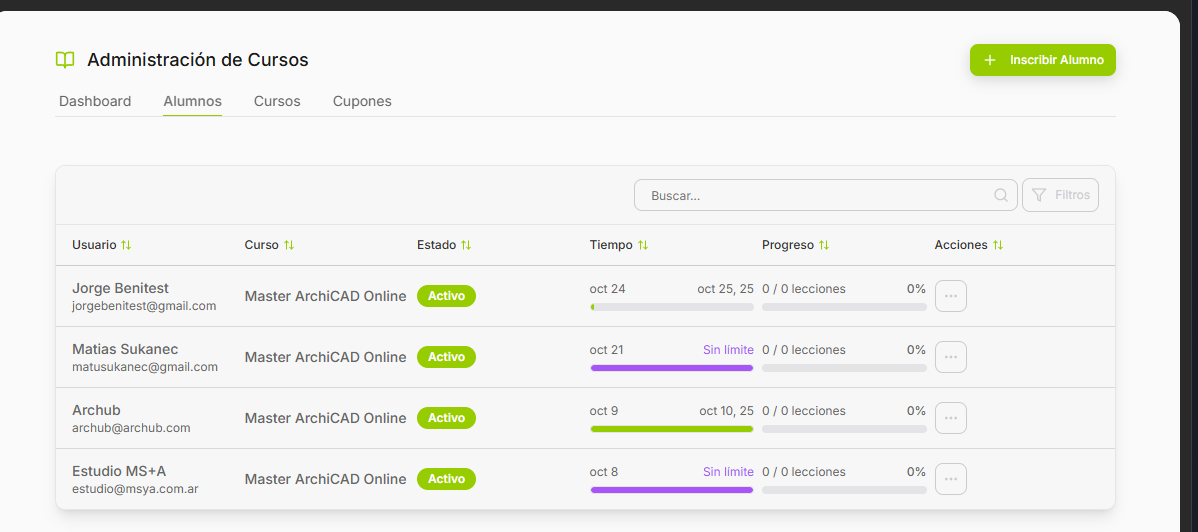 Administración de Cursos
Inscribir Alumno
Dashboard Alumnos Cursos Cupones
Buscar... Filtros
Usuario Curso Estado Tiempo Progreso Acciones
Jorge Benitest
jorgebenitest@gmail.com
Master ArchiCAD Online
Activo
oct 24 oct 25, 25 0 / 0 lecciones 0%
Matias Sukanec
matusukanec@gmail.com
Master ArchiCAD Online
Activo
oct 21 Sin límite 0 / 0 lecciones 0%
Archub
archub@archub.com
Master ArchiCAD Online
Activo
oct 9 oct 10, 25 0 / 0 lecciones 0%
Estudio MS+A
estudio@msya.com.ar
Master ArchiCAD Online
Activo
oct 8 Sin límite 0 / 0 lecciones 0%